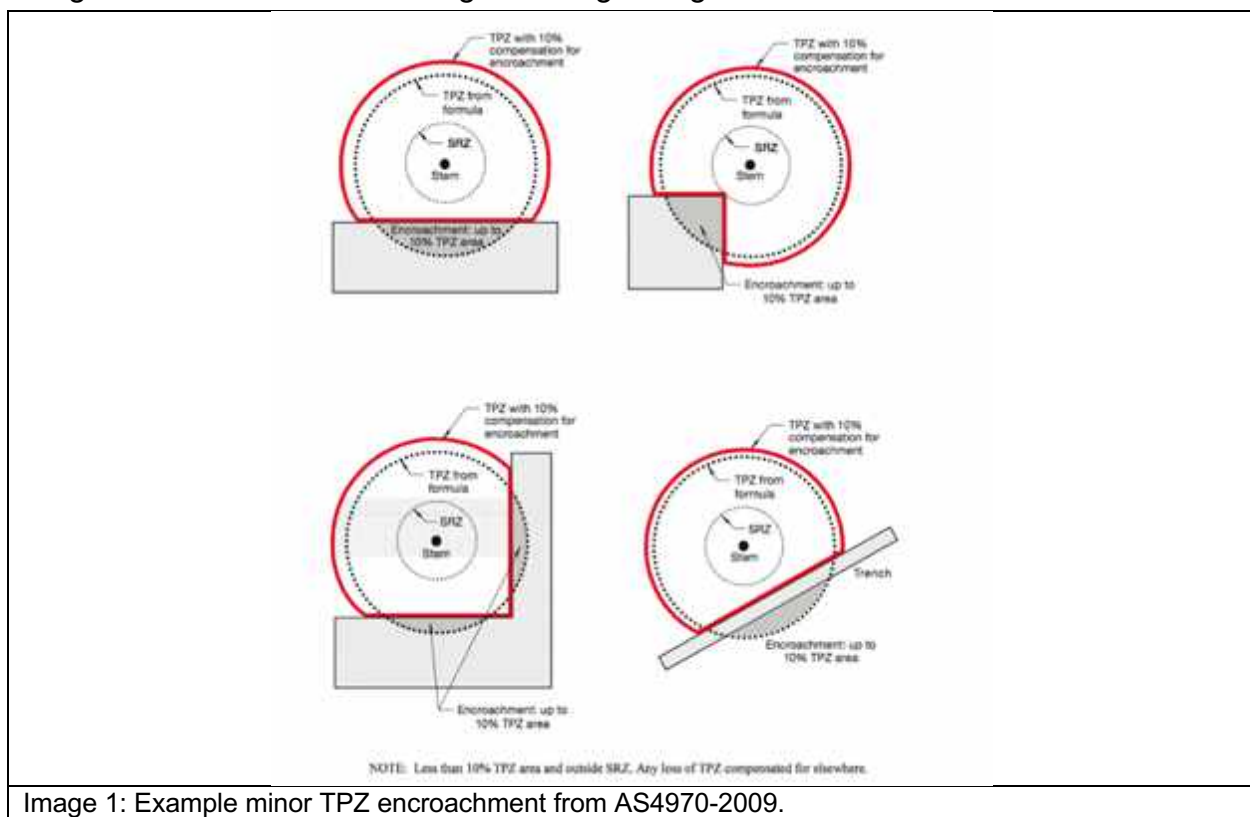 TPZ with 10%
compensation for
encroachment
TPZ from
formula
SRZ
Stem
Encroachment: up to
10% TPZ area
TPZ with 10%
compensation for
encroachment
TPZ from
formula
SRZ
Stem
Encroachment: up to
10% TPZ area
TPZ with 10%
compensation for
encroachment
TPZ from
formula
SRZ
Stem
Encroachment: up to
10% TPZ area
TPZ with 10%
compensation for
encroachment
TPZ from
formula
SRZ
Stem
Trench
Encroachment: up to
10% TPZ area
NOTE: Less than 10% TPZ area and outside SRZ. Any loss of TPZ compensated for elsewhere.
Image 1: Example minor TPZ encroachment from AS4970-2009.